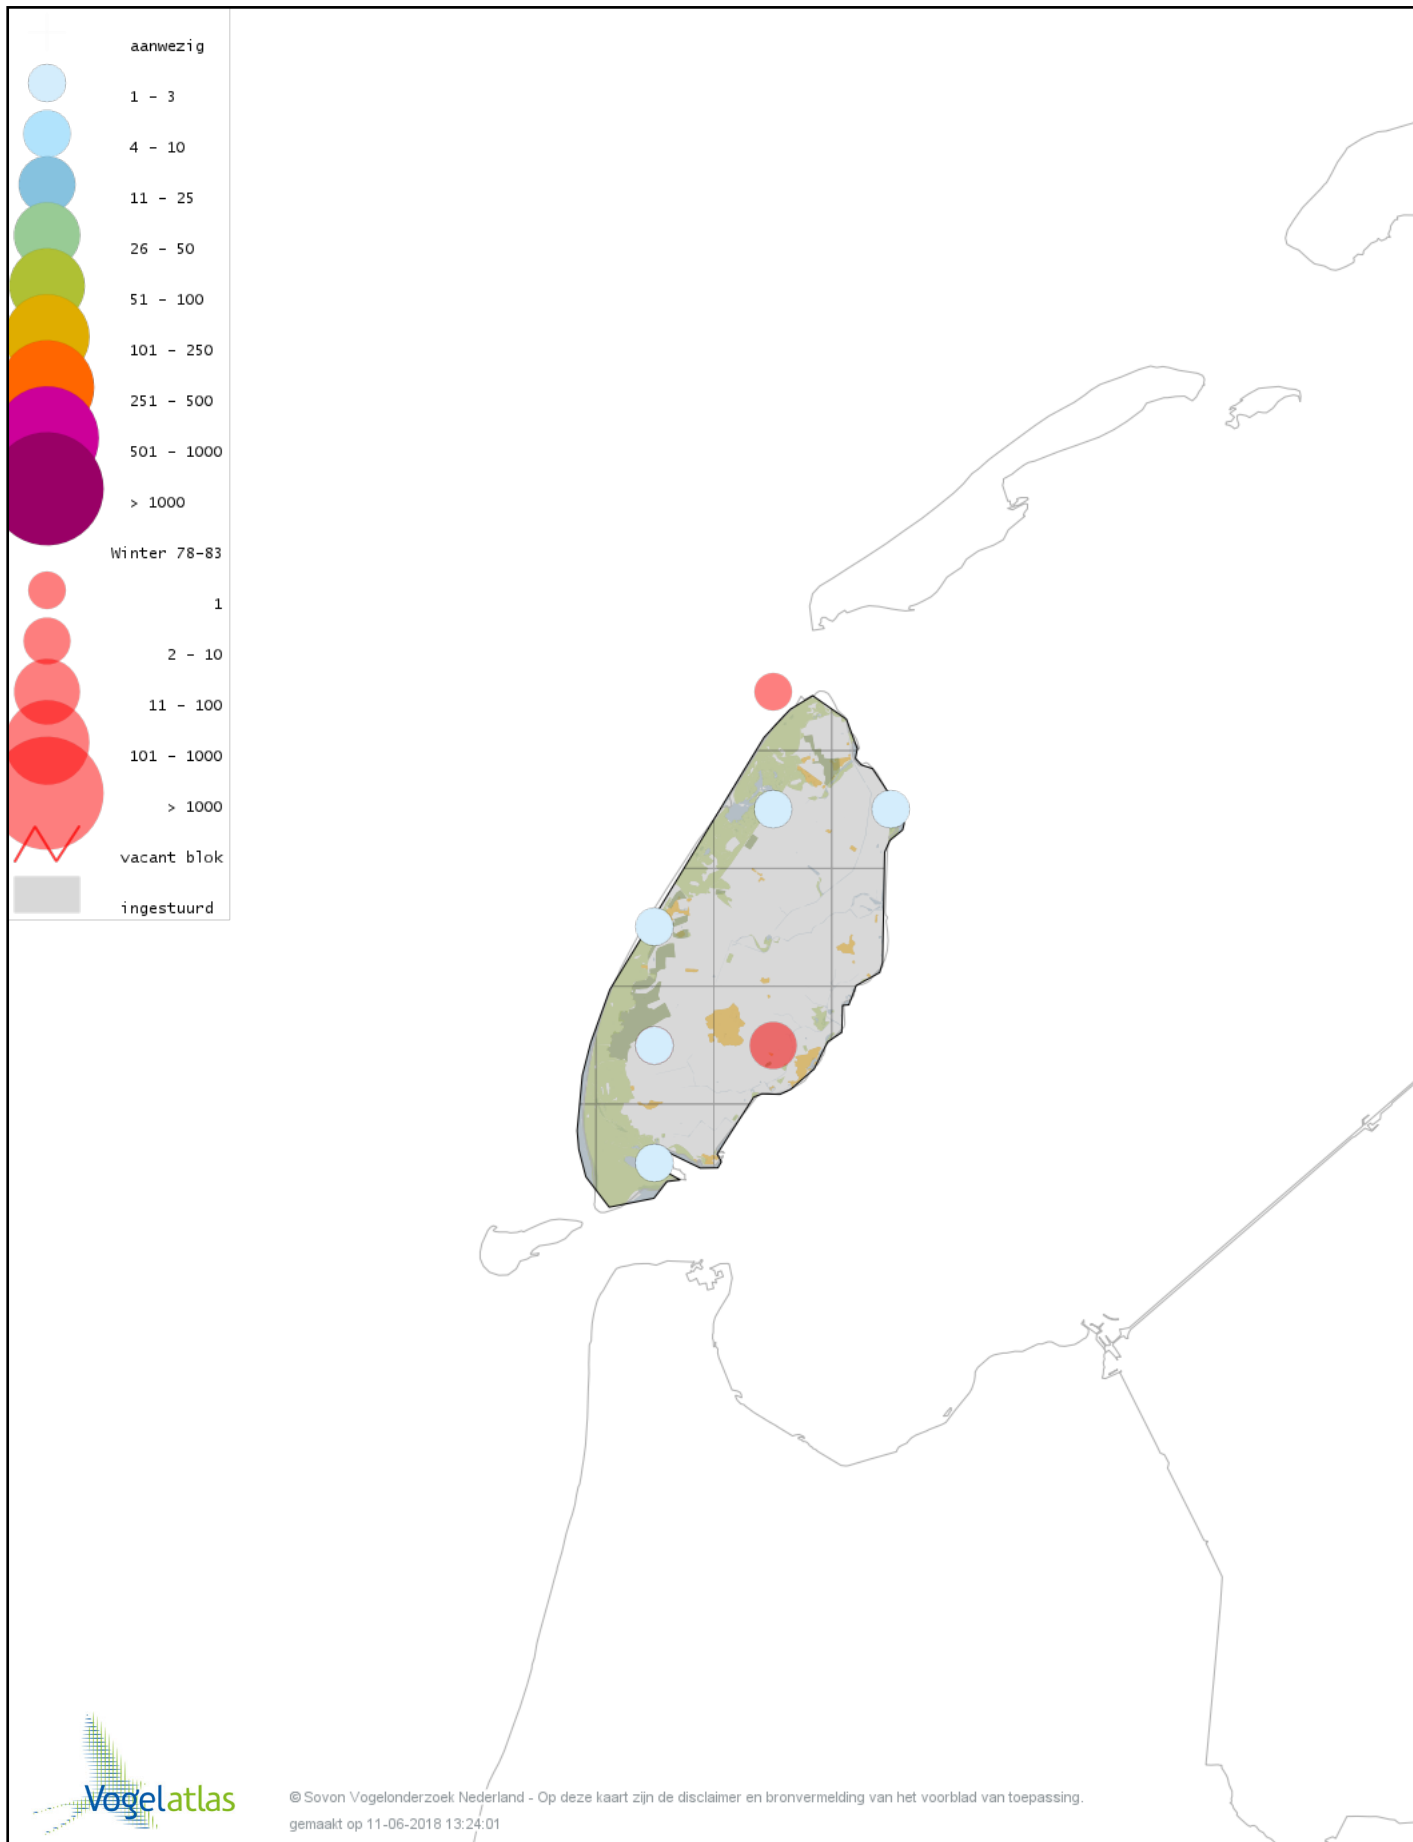 aanwezig
1 - 3
4 - 10
11 - 25
26 - 50
51 - 100
101 - 250
251 - 500
501 - 1000
> 1000
Winter 78-83
1
2 - 10
11 - 100
101 - 1000
> 1000
vacant blok
ingestuurd
Vogelatlas
© Sovon Vogelonderzoek Nederland - Op deze kaart zijn de disclaimer en bronvermelding van het voorblad van toepassing.
gemaakt op 11-06-2018 13:24:01